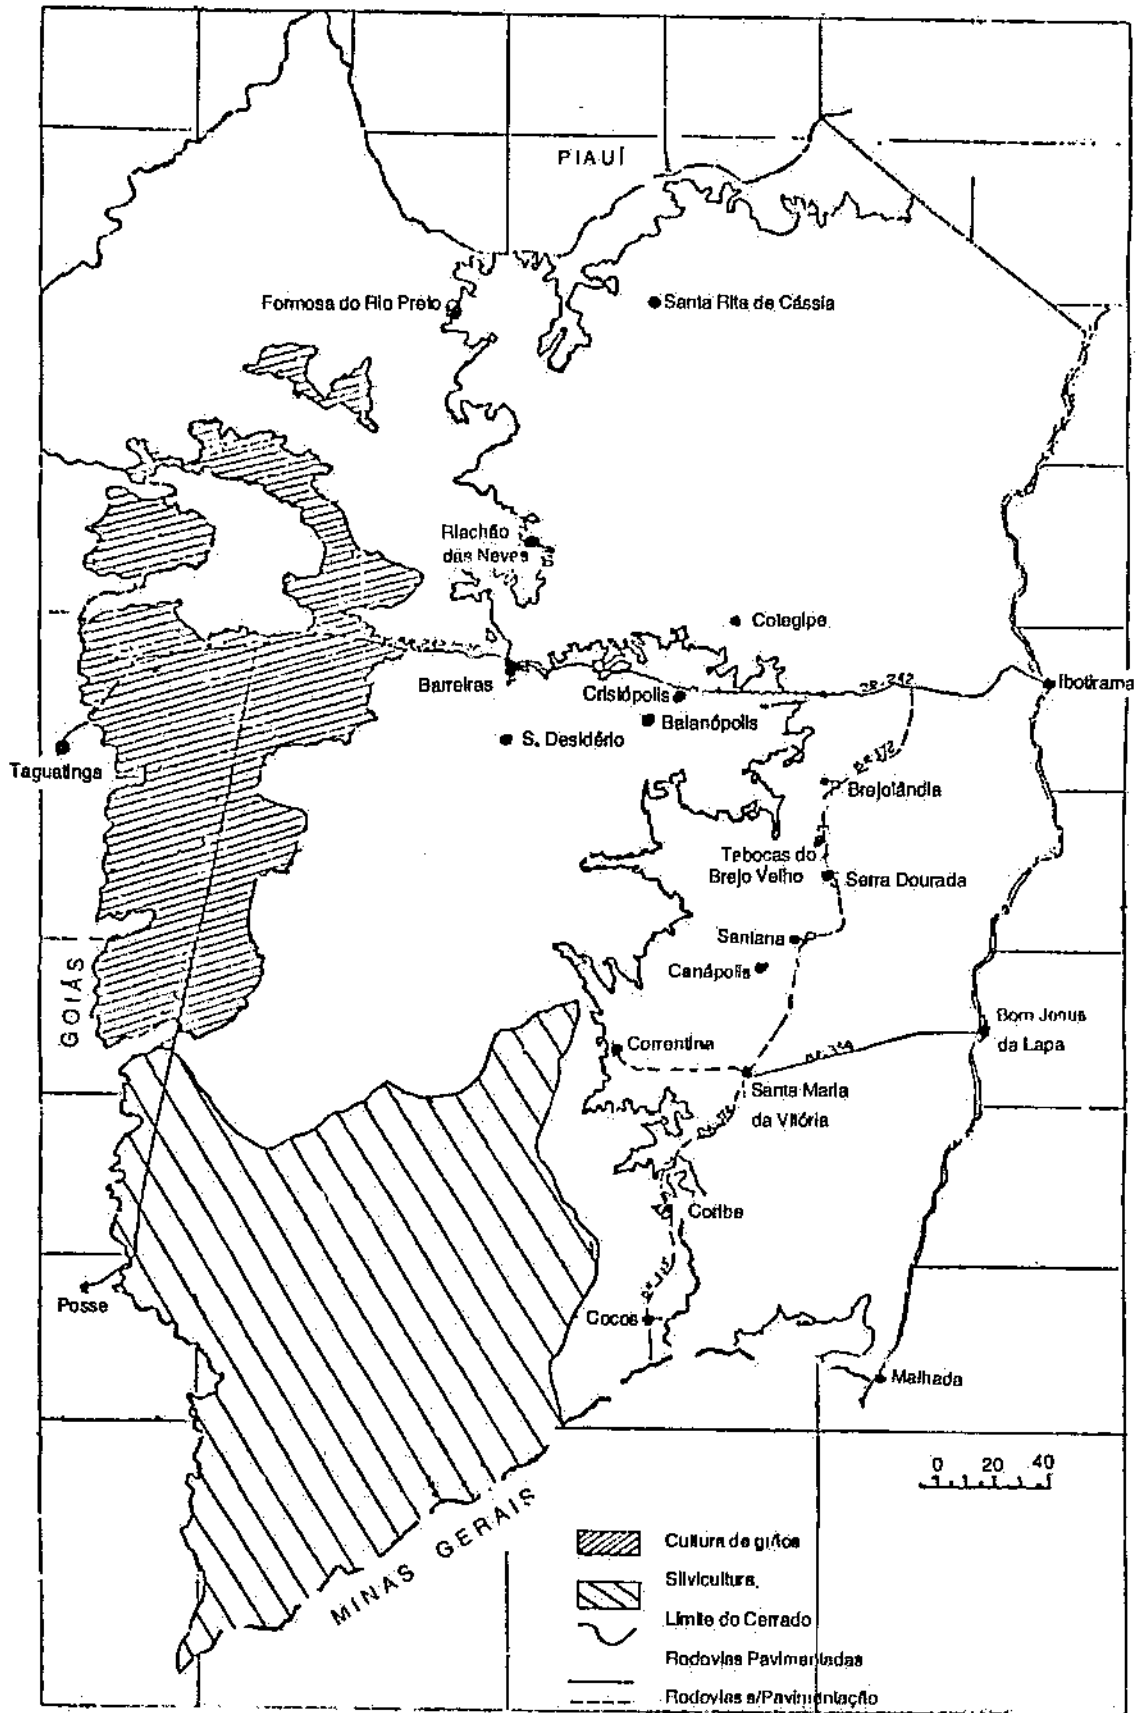 PIAUÍ
Formosa do Rio Preto
Santa Rita de Cássia
Riachão
das Neves
Cotegipe
Barreiras
Cristópolis
Ibotirama
Baianópolis
S. Desidério
Taguatinga
Brejolândia
Tabocas do
Brejo Velho
Serra Dourada
Santana
Canápolis
GOIÁS
Bom Jesus
da Lapa
Correntina
Santa Maria
da Vitória
Coribe
Posse
Cocos
Malhada
0 20 40
MINAS GERAIS
Cultura de grãos
Silvicultura
Limite do Cerrado
Rodovias Pavimentadas
Rodovias s/Pavimentação